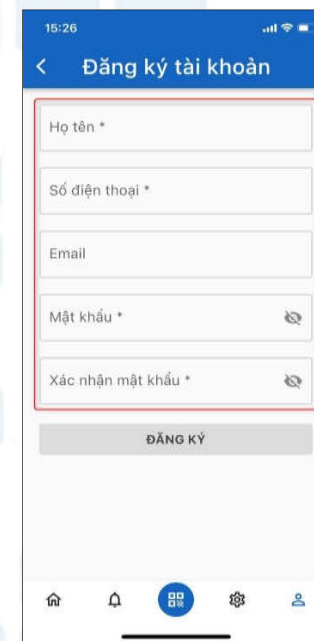 15:26
Đăng ký tài khoản
Họ tên *
Số điện thoại *
Email
Mật khẩu *
Xác nhận mật khẩu *
ĐĂNG KÝ